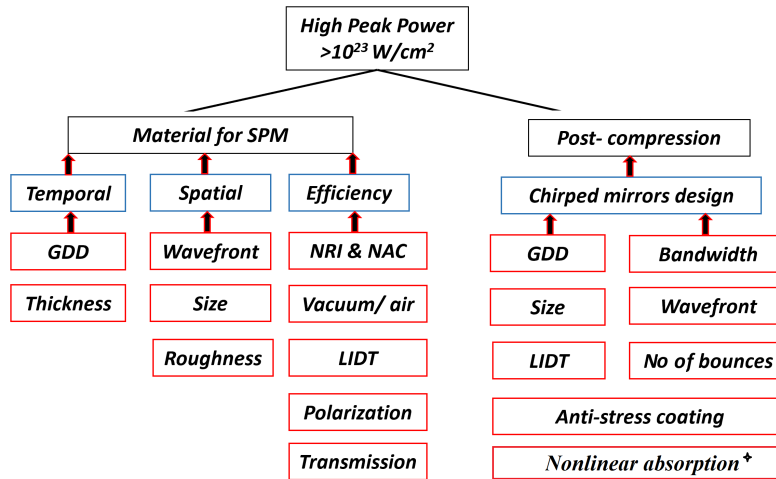 High Peak Power
>10²³ W/cm²
Material for SPM
Post- compression
Temporal
Spatial
Efficiency
Chirped mirrors design
GDD
Wavefront
NRI & NAC
GDD
Bandwidth
Thickness
Size
Vacuum/ air
Size
Wavefront
Roughness
LIDT
LIDT
No of bounces
Polarization
Anti-stress coating
Transmission
Nonlinear absorption✦